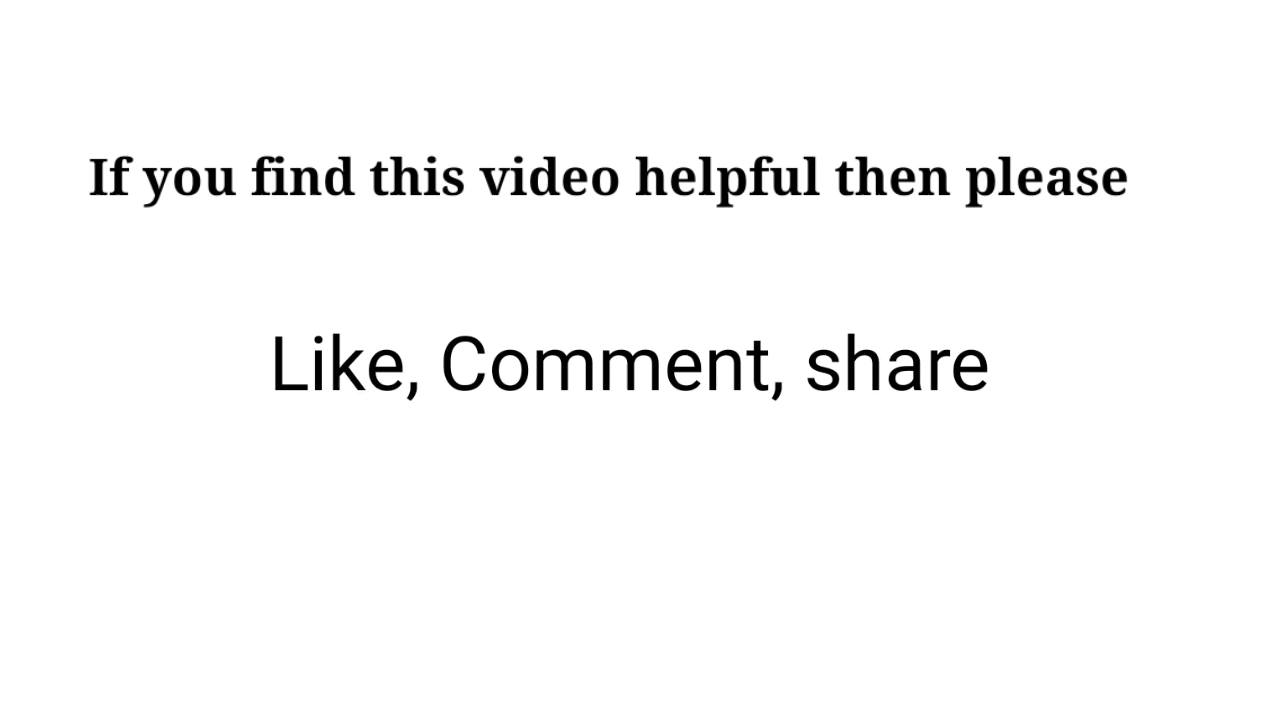 If you find this video helpful then please
Like, Comment, share